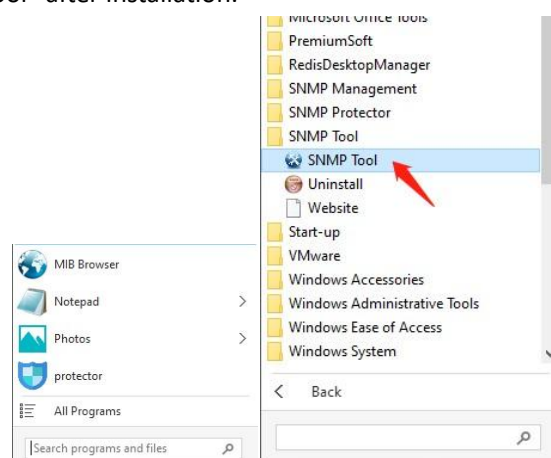 after installation.
MIB Browser
Notepad
Photos
protector
All Programs
Search programs and files
Microsoft Office Tools
PremiumSoft
RedisDesktopManager
SNMP Management
SNMP Protector
SNMP Tool
SNMP Tool
Uninstall
Website
Start-up
VMware
Windows Accessories
Windows Administrative Tools
Windows Ease of Access
Windows System
Back